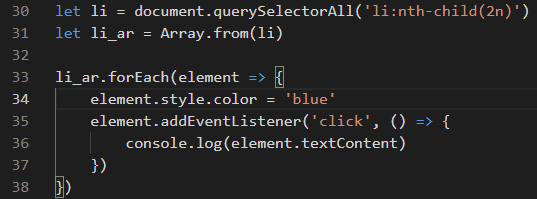 30 let li = document.querySelectorAll('li:nth-child(2n)')
31 let li_ar = Array.from(li)
32
33 li_ar.forEach(element => {
34     element.style.color = 'blue'
35     element.addEventListener('click', () => {
36         console.log(element.textContent)
37     })
38 })